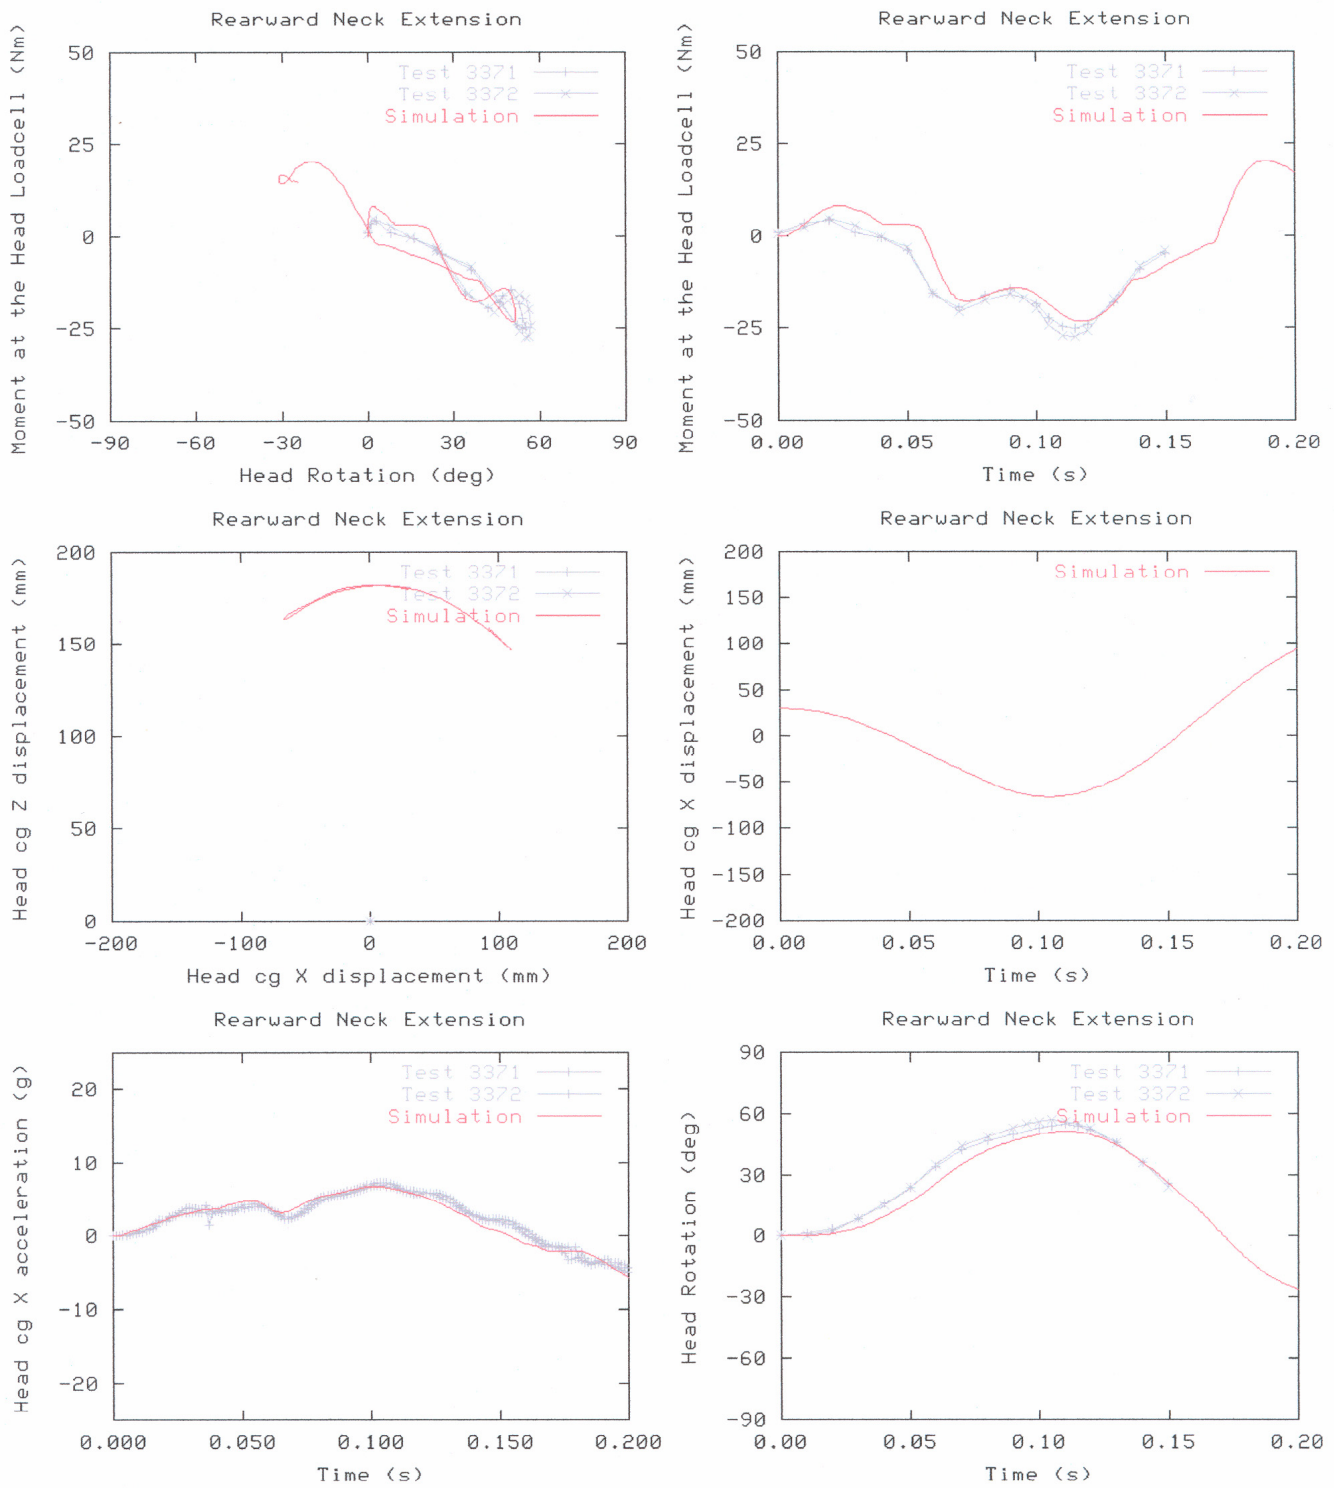 Rearward Neck Extension
Moment at the Head Loadcell (Nm)
50
25
0
-25
-50
Test 3371
Test 3372
Simulation
-90 -60 -30 0 30 60 90
Head Rotation (deg)
Rearward Neck Extension
Moment at the Head Loadcell (Nm)
50
25
0
-25
-50
Test 3371
Test 3372
Simulation
0.00 0.05 0.10 0.15 0.20
Time (s)
Rearward Neck Extension
Head cg Z displacement (mm)
200
150
100
50
0
Test 3371
Test 3372
Simulation
-200 -100 0 100 200
Head cg X displacement (mm)
Rearward Neck Extension
Head cg X displacement (mm)
200
150
100
50
0
-50
-100
-150
-200
Simulation
0.00 0.05 0.10 0.15 0.20
Time (s)
Rearward Neck Extension
Head cg X acceleration (g)
20
10
0
-10
-20
Test 3371
Test 3372
Simulation
0.000 0.050 0.100 0.150 0.200
Time (s)
Rearward Neck Extension
Head Rotation (deg)
90
60
30
0
-30
-60
-90
Test 3371
Test 3372
Simulation
0.00 0.05 0.10 0.15 0.20
Time (s)